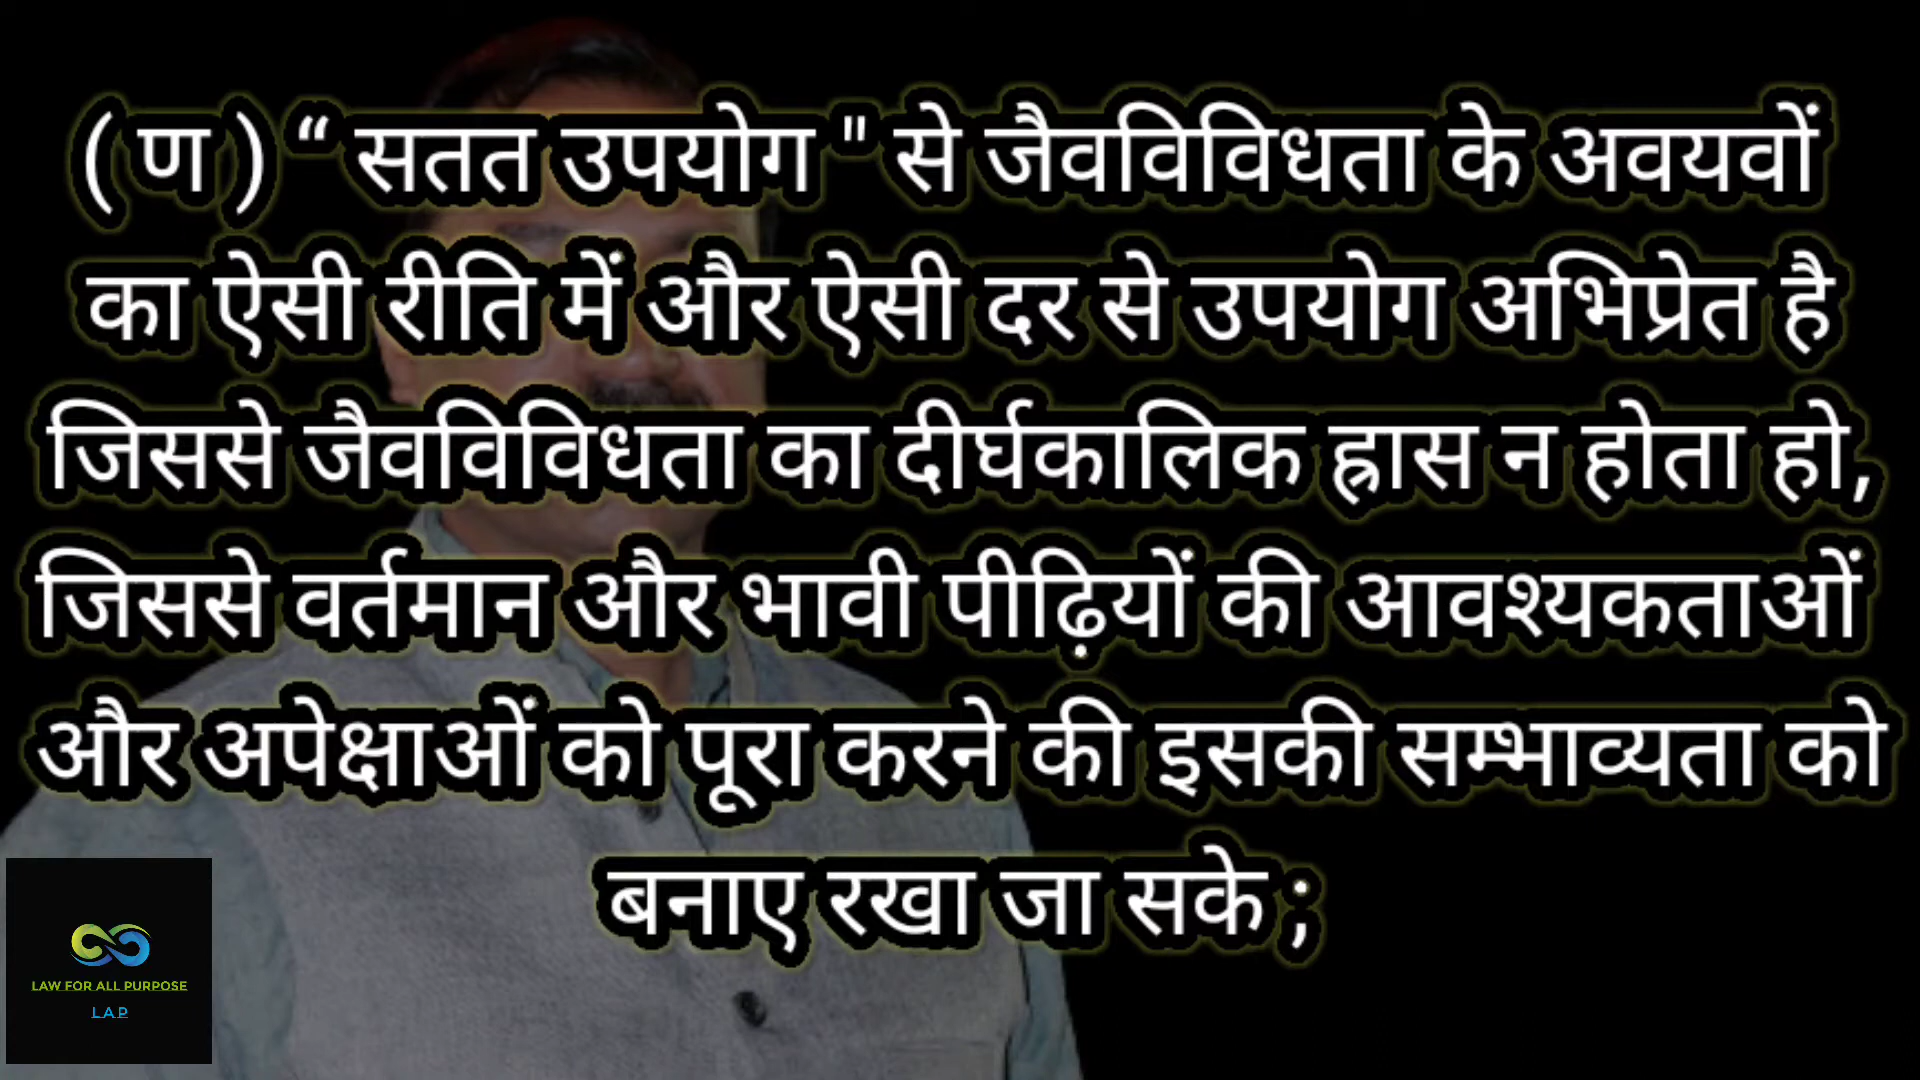 ( ण ) “ सतत उपयोग " से जैवविविधता के अवयवों
का ऐसी रीति में और ऐसी दर से उपयोग अभिप्रेत है
जिससे जैवविविधता का दीर्घकालिक ह्रास न होता हो,
जिससे वर्तमान और भावी पीढ़ियों की आवश्यकताओं
और अपेक्षाओं को पूरा करने की इसकी सम्भाव्यता को
बनाए रखा जा सके ;
LAW FOR ALL PURPOSE
L.A.P